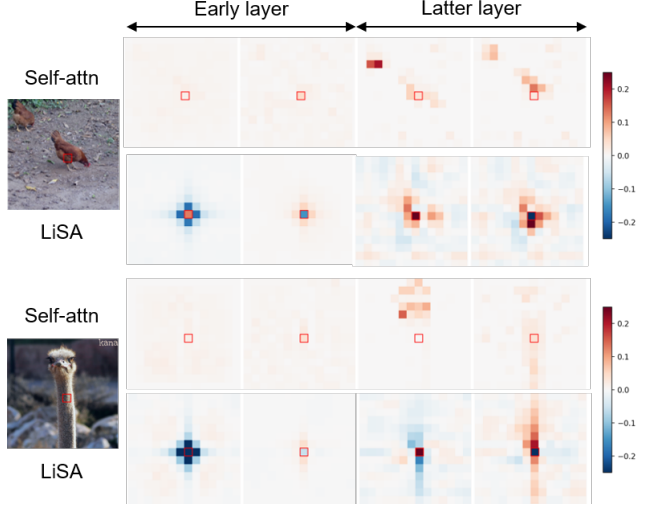 Early layer
Latter layer
Self-attn
LiSA
0.2
0.1
0.0
−0.1
−0.2
Self-attn
kana
LiSA
0.2
0.1
0.0
−0.1
−0.2